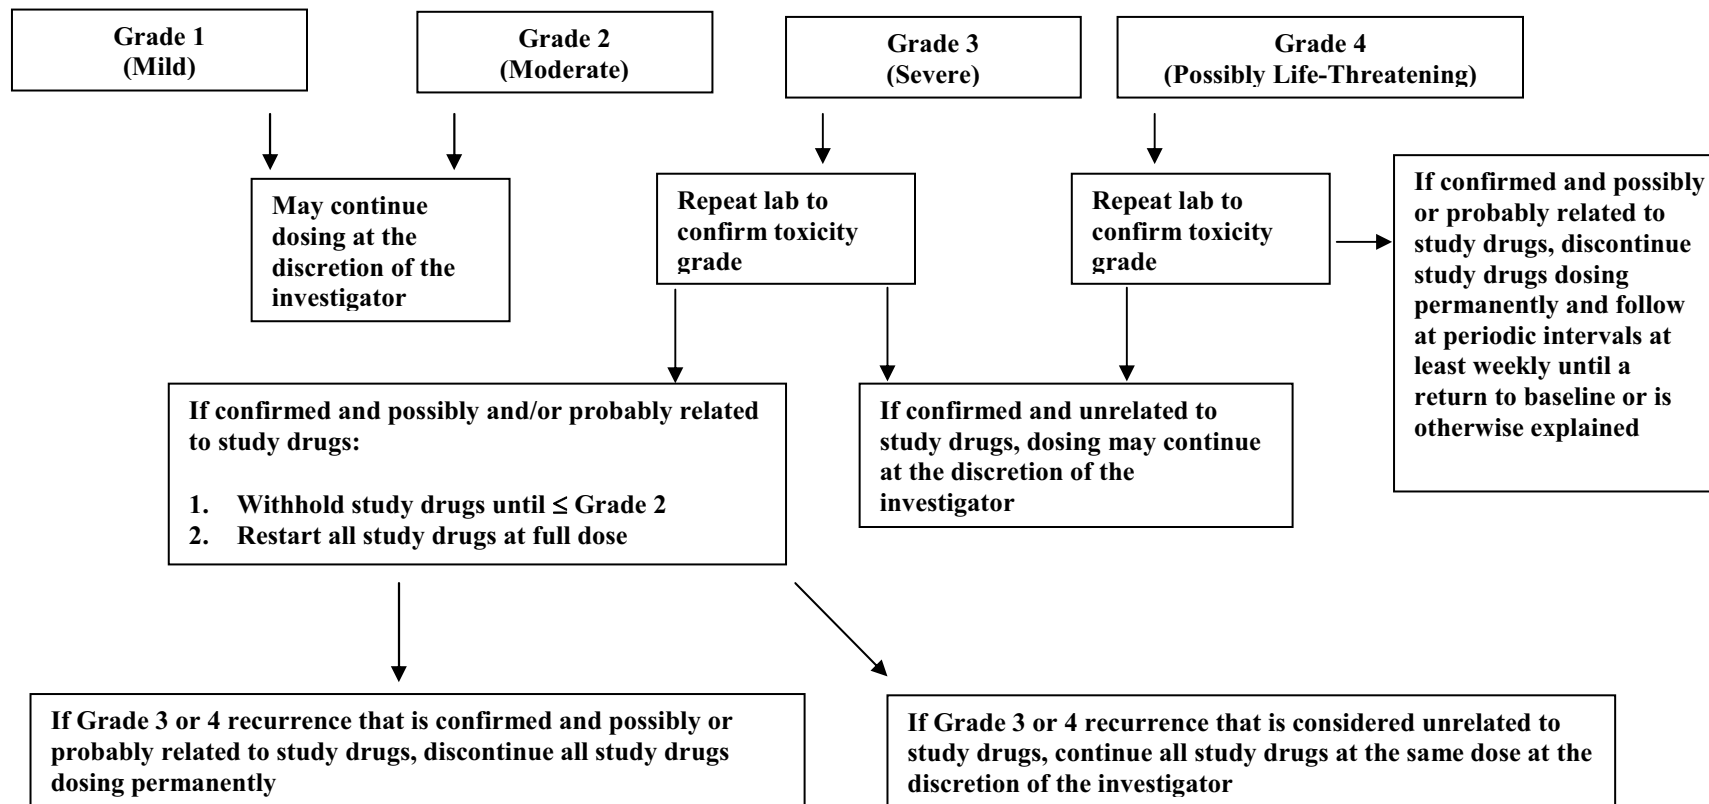 Grade 1
(Mild)
Grade 2
(Moderate)
Grade 3
(Severe)
Grade 4
(Possibly Life-Threatening)
May continue
dosing at the
discretion of the
investigator
Repeat lab to
confirm toxicity
grade
Repeat lab to
confirm toxicity
grade
If confirmed and possibly
or probably related to
study drugs, discontinue
study drugs dosing
permanently and follow
at periodic intervals at
least weekly until a
return to baseline or is
otherwise explained
If confirmed and possibly and/or probably related
to study drugs:
1. Withhold study drugs until ≤ Grade 2
2. Restart all study drugs at full dose
If confirmed and unrelated to
study drugs, dosing may continue
at the discretion of the
investigator
If Grade 3 or 4 recurrence that is confirmed and possibly or
probably related to study drugs, discontinue all study drugs
dosing permanently
If Grade 3 or 4 recurrence that is considered unrelated to
study drugs, continue all study drugs at the same dose at the
discretion of the investigator